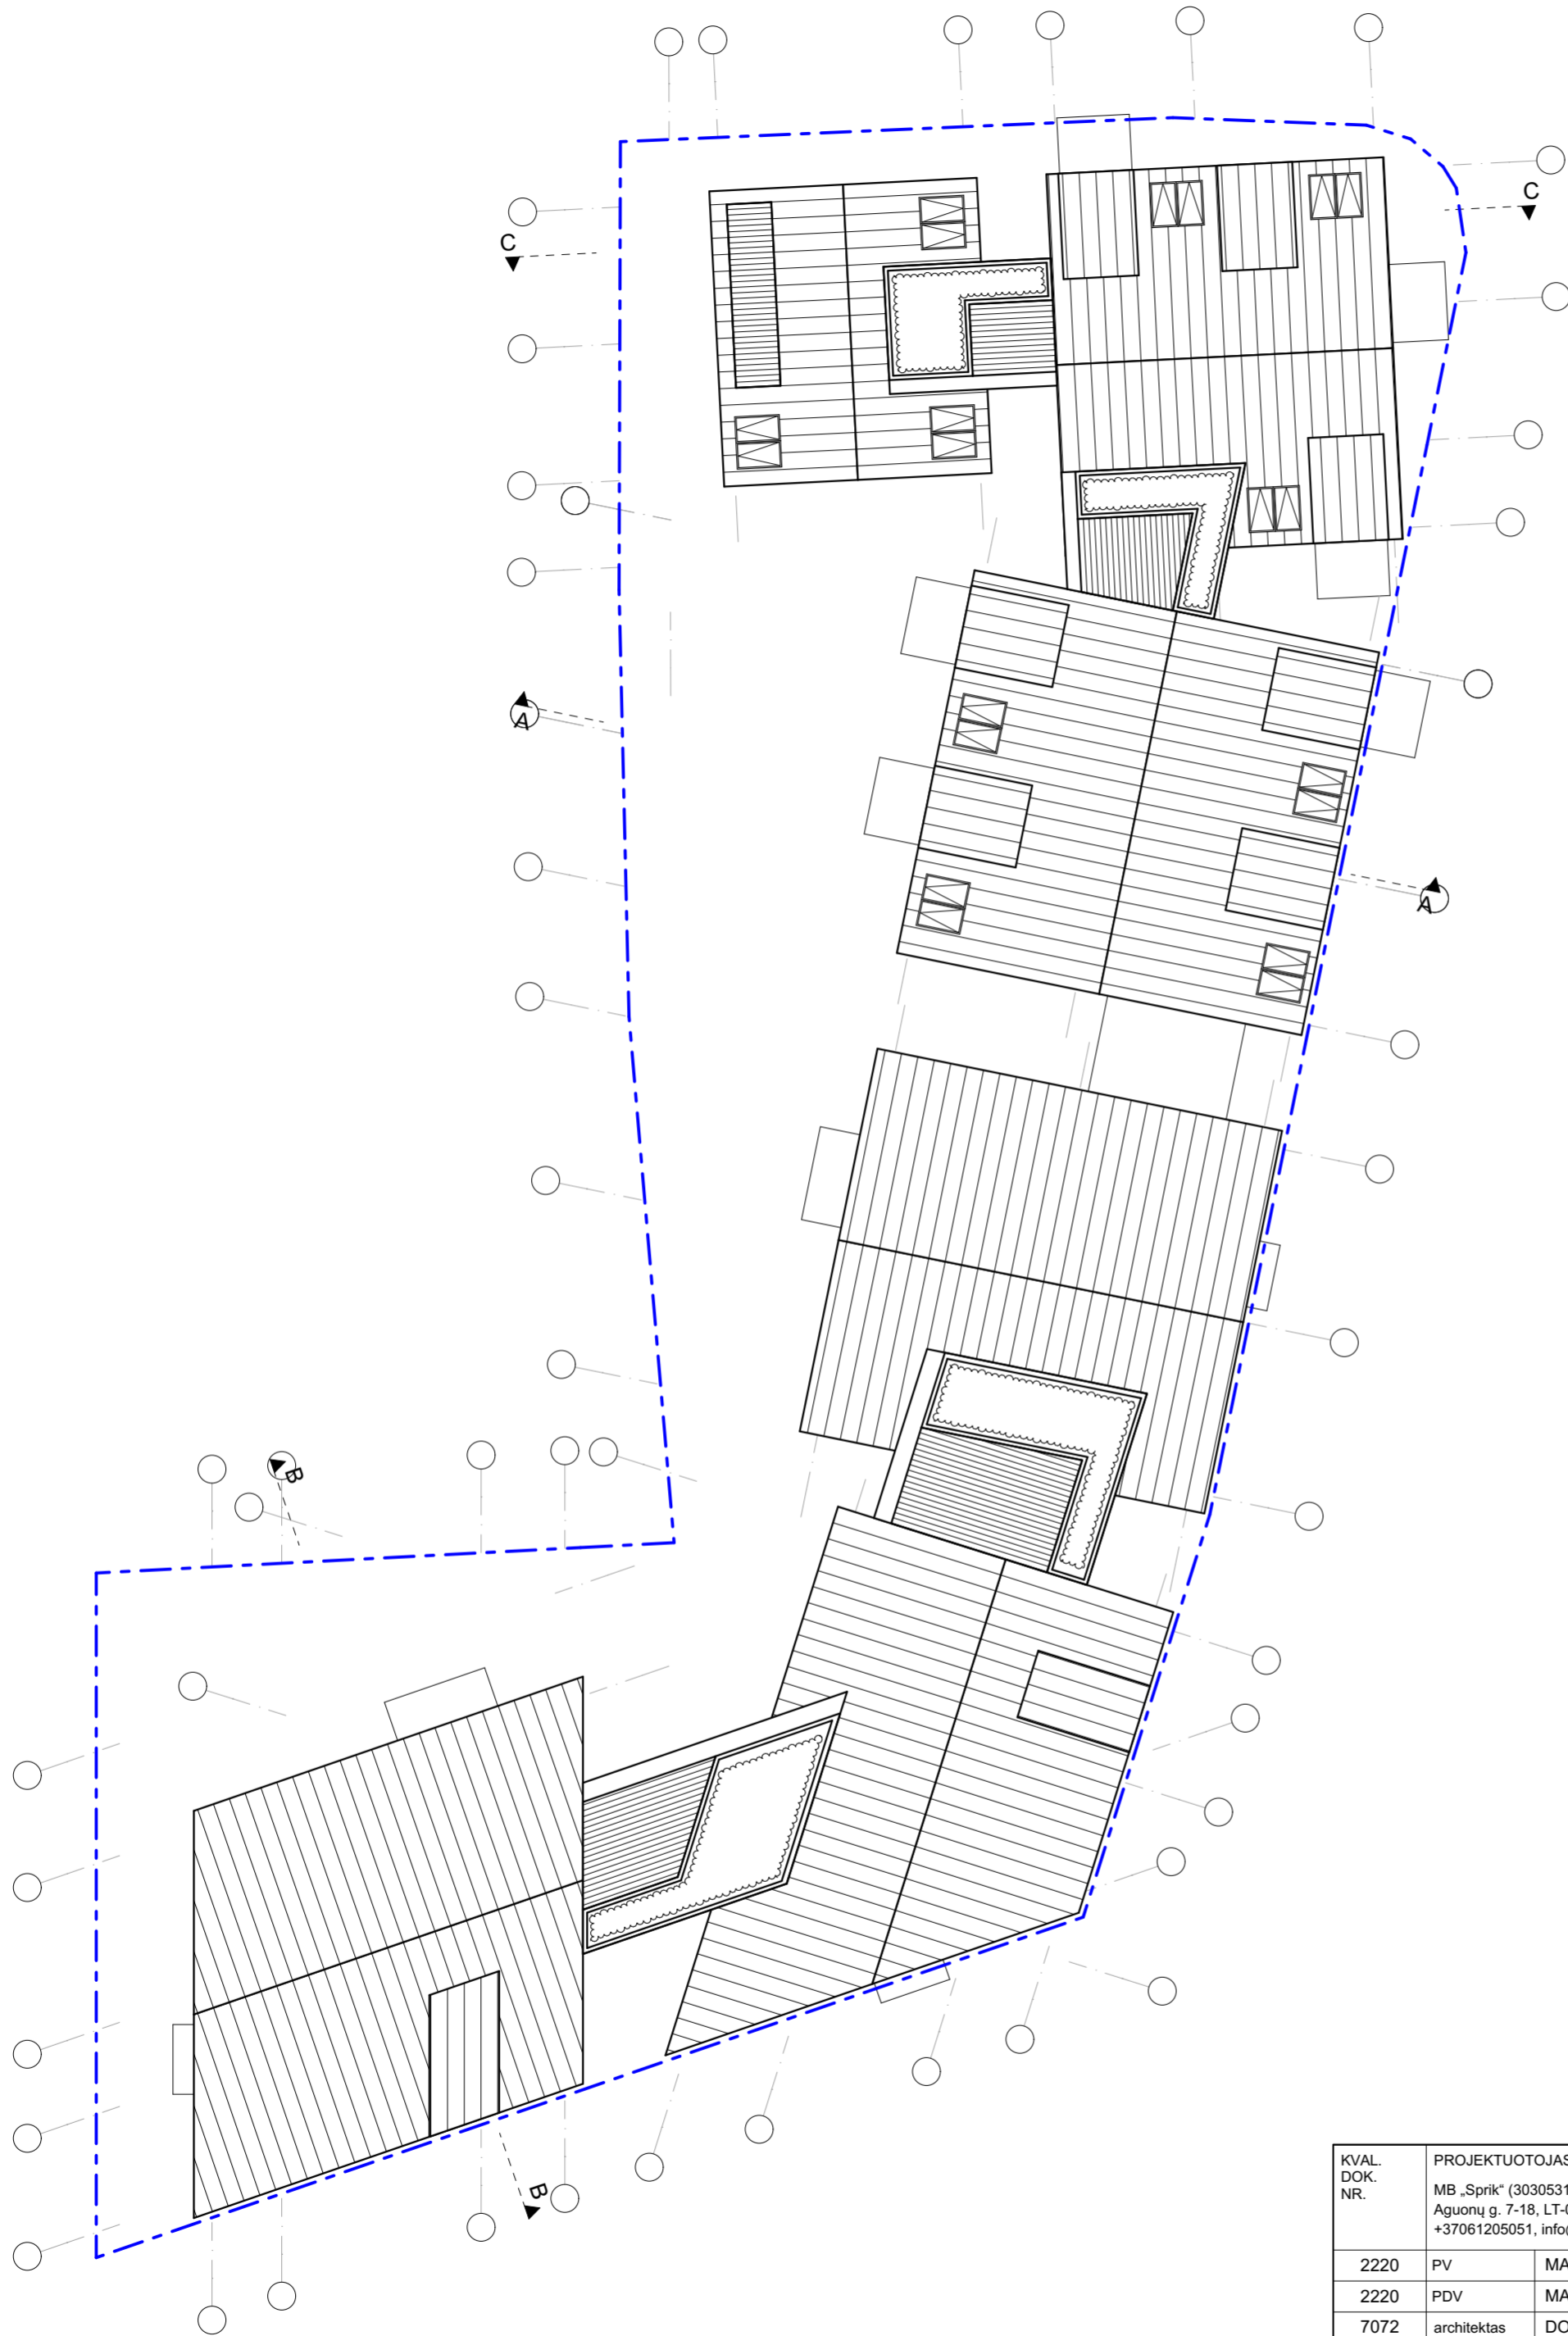 C
C
A
A
B
B
KVAL.
DOK.
NR.
PROJEKTUOTOJAS
MB „Sprik“ (3030531
Aguonų g. 7-18, LT-0
+37061205051, info@
2220 PV MA
2220 PDV MA
7072 architektas DO